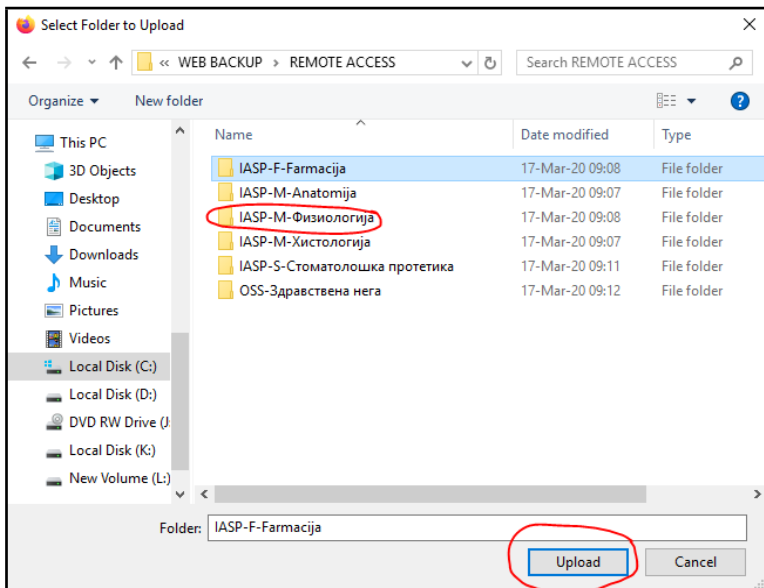 Select Folder to Upload
« WEB BACKUP > REMOTE ACCESS
Search REMOTE ACCESS
Organize
New folder
This PC
3D Objects
Desktop
Documents
Downloads
Music
Pictures
Videos
Local Disk (C:)
Local Disk (D:)
DVD RW Drive (J:
Local Disk (K:)
New Volume (L:)
Name Date modified Type
IASP-F-Farmacija 17-Mar-20 09:08 File folder
IASP-M-Anatomija 17-Mar-20 09:07 File folder
IASP-M-Физиологија 17-Mar-20 09:08 File folder
IASP-M-Хистологија 17-Mar-20 09:07 File folder
IASP-S-Стоматолошка протетика 17-Mar-20 09:11 File folder
OSS-Здравствена нега 17-Mar-20 09:12 File folder
Folder: IASP-F-Farmacija
Upload
Cancel